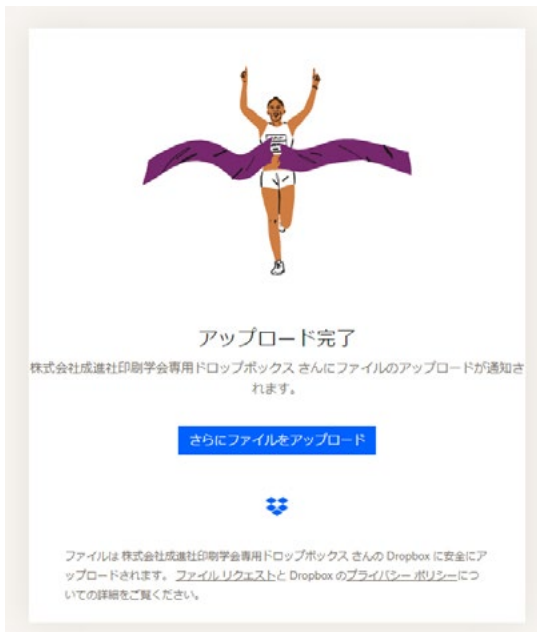 アップロード完了
株式会社成進社印刷学会専用ドロップボックス さんにファイルのアップロードが通知さ
れます。
さらにファイルをアップロード
ファイルは 株式会社成進社印刷学会専用ドロップボックス さんの Dropbox に安全にア
ップロードされます。 ファイル リクエストと Dropbox のプライバシー ポリシーにつ
いての詳細をご覧ください。